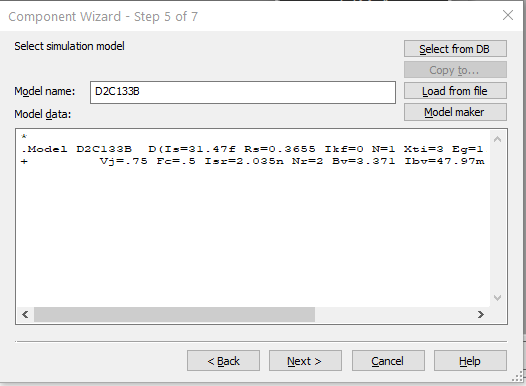 Component Wizard - Step 5 of 7
Select simulation model
Select from DB
Copy to...
Model name: D2C133B
Load from file
Model data:
Model maker
*
.Model D2C133B D(Is=31.47f Rs=0.3655 Ikf=0 N=1 Xti=3 Eg=1
+ Vj=.75 Fc=.5 Isr=2.035n Nr=2 Bv=3.371 Ibv=47.97m
< Back
Next >
Cancel
Help